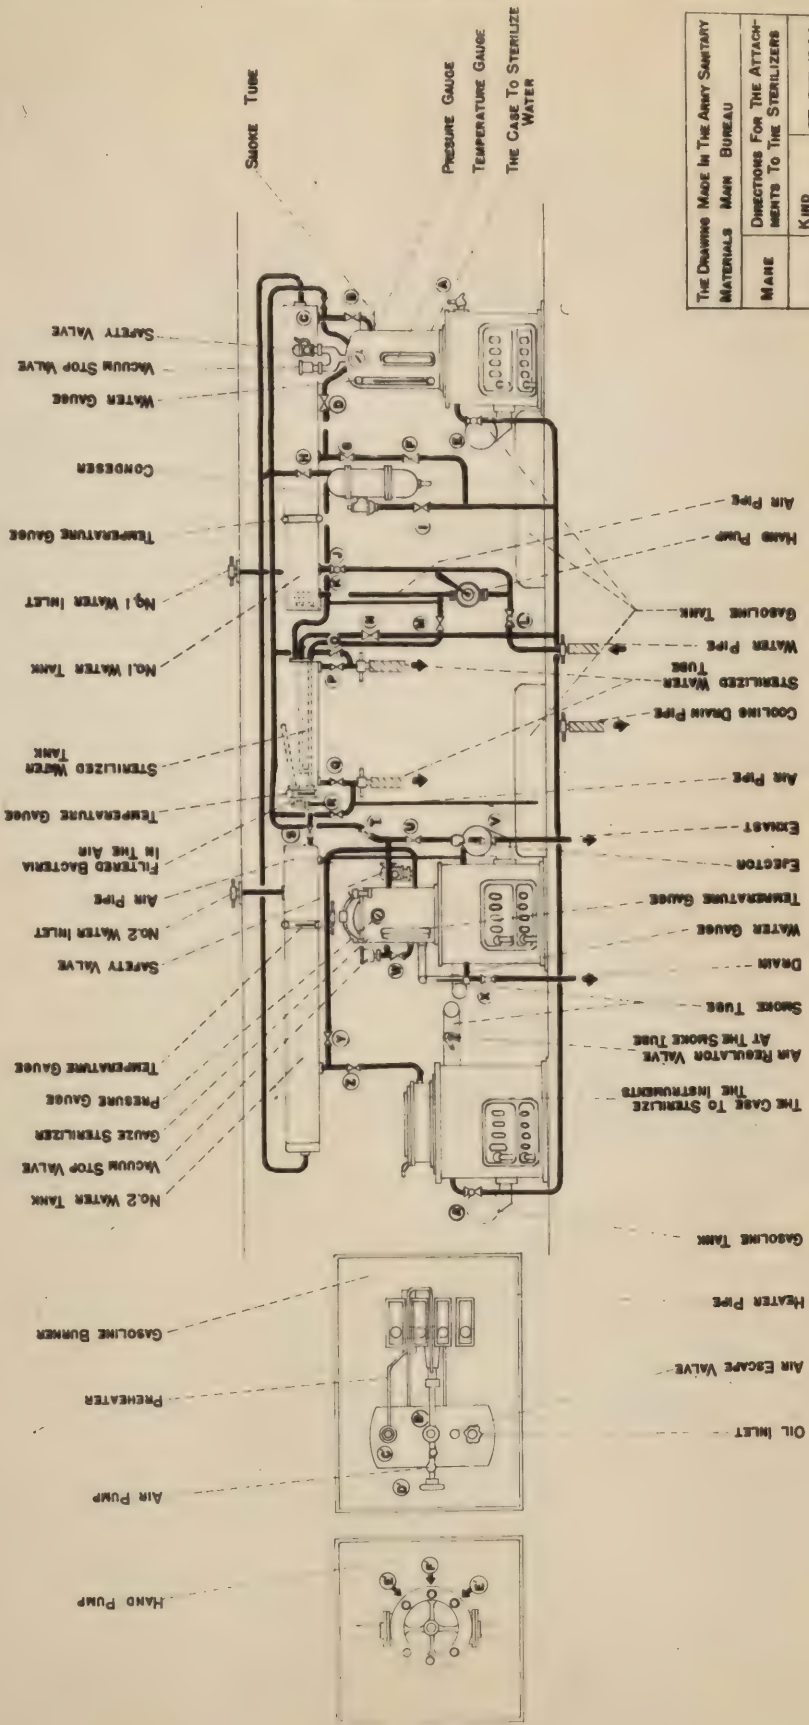 SMOKE TUBE
PRESURE GAUGE
TEMPERATURE GAUGE
THE CASE TO STERILIZE
WATER
THE DRAWING MADE IN THE ARMY SANITARY
MATERIALS MAIN BUREAU
MANE
DIRECTIONS FOR THE ATTACH-
MENTS TO THE STERILIZERS
KIND
SAFETY VALVE
VACUUM STOP VALVE
WATER GAUGE
CONDESER
TEMPERATURE GAUGE
NO.1 WATER INLET
NO.1 WATER TANK
STERILIZED WATER
TANK
TEMPERATURE GAUGE
FILTERED BACTERIA
IN THE AIR
AIR PIPE
NO.2 WATER INLET
SAFETY VALVE
TEMPERATURE GAUGE
PRESSURE GAUGE
GAUZE STERILIZER
VACUUM STOP VALVE
NO.2 WATER TANK
GASOLINE BURNER
PREHEATER
AIR PUMP
HAND PUMP
AIR PIPE
HAND PUMP
GASOLINE TANK
WATER PIPE
STERILIZED WATER
TUBE
COOLING DRAIN PIPE
AIR PIPE
EXHAST
EJECTOR
TEMPERATURE GAUGE
WATER GAUGE
DRAIN
SMOKE TUBE
AIR REGULATOR VALVE
AT THE SMOKE TUBE
THE CASE TO STERILIZE
THE INSTRUMENTS
GASOLINE TANK
HEATER PIPE
AIR ESCAPE VALVE
OIL INLET
A
B
C
D
E
F
G
H
I
J
K
L
M
N
O
P
Q
R
S
T
U
V
W
X
Y
Z
A'
B'
C'
D'
E'
F'
E'